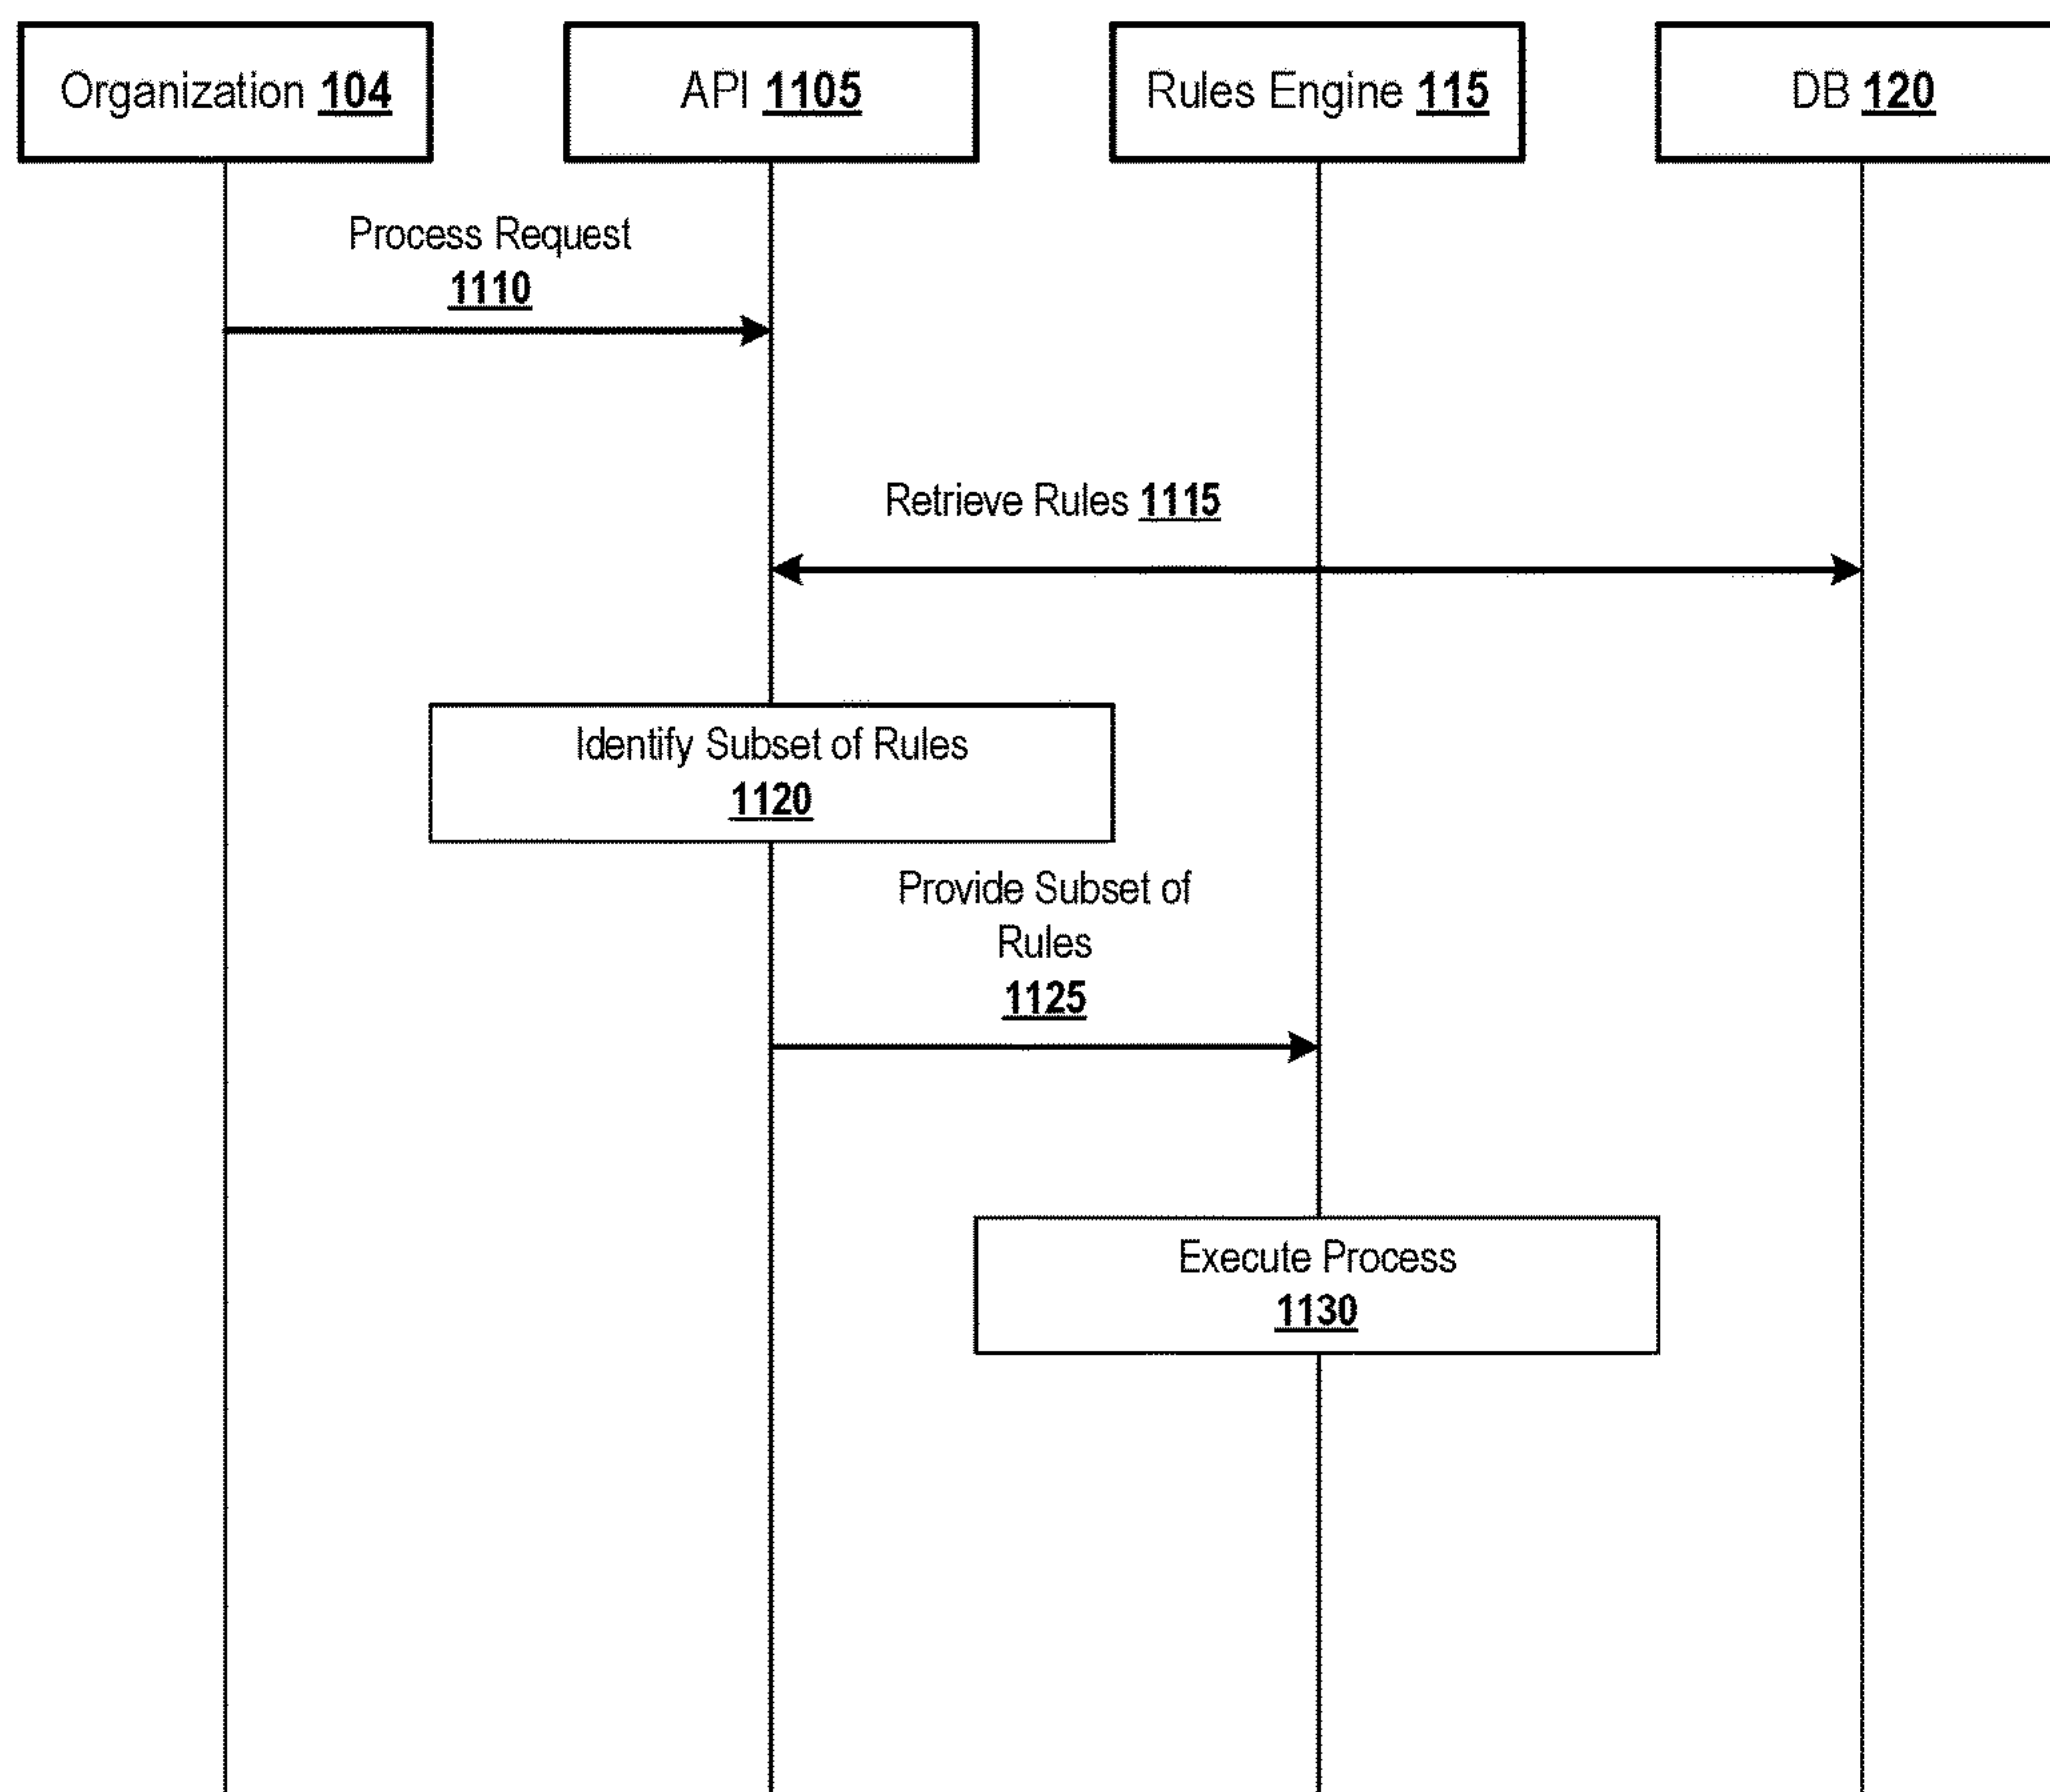 Organization 104
API 1105
Rules Engine 115
DB 120
Process Request
1110
Retrieve Rules 1115
Identify Subset of Rules
1120
Provide Subset of
Rules
1125
Execute Process
1130